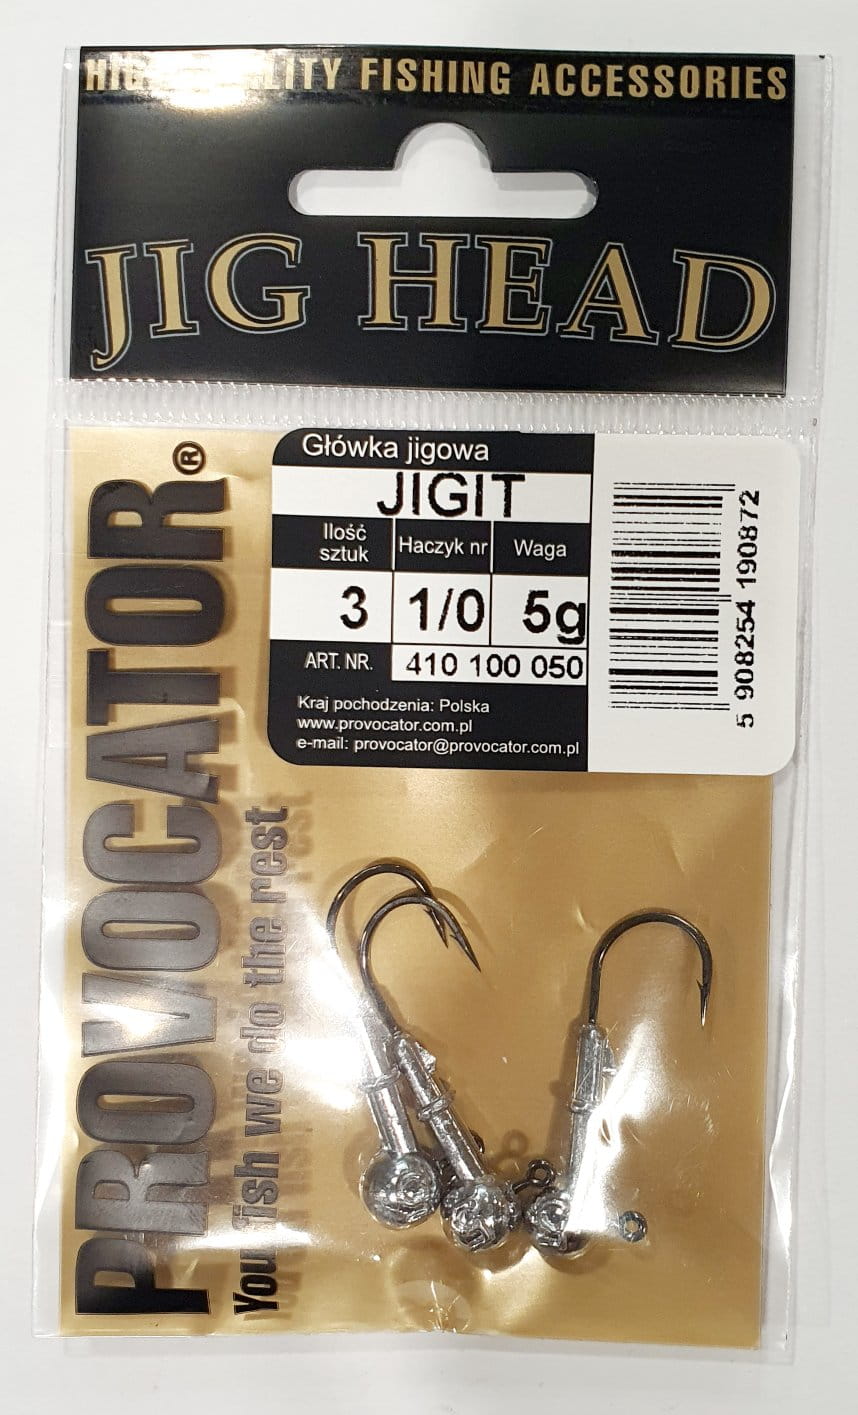 HIGH QUALITY FISHING ACCESSORIES
JIG HEAD
PROVOCATOR®
You fish we do the rest
Główka jigowa
JIGIT
Ilość sztuk Haczyk nr Waga
3 1/0 5g
ART. NR. 410 100 050
Kraj pochodzenia: Polska
www.provocator.com.pl
e-mail: provocator@provocator.com.pl
5 908254 190872